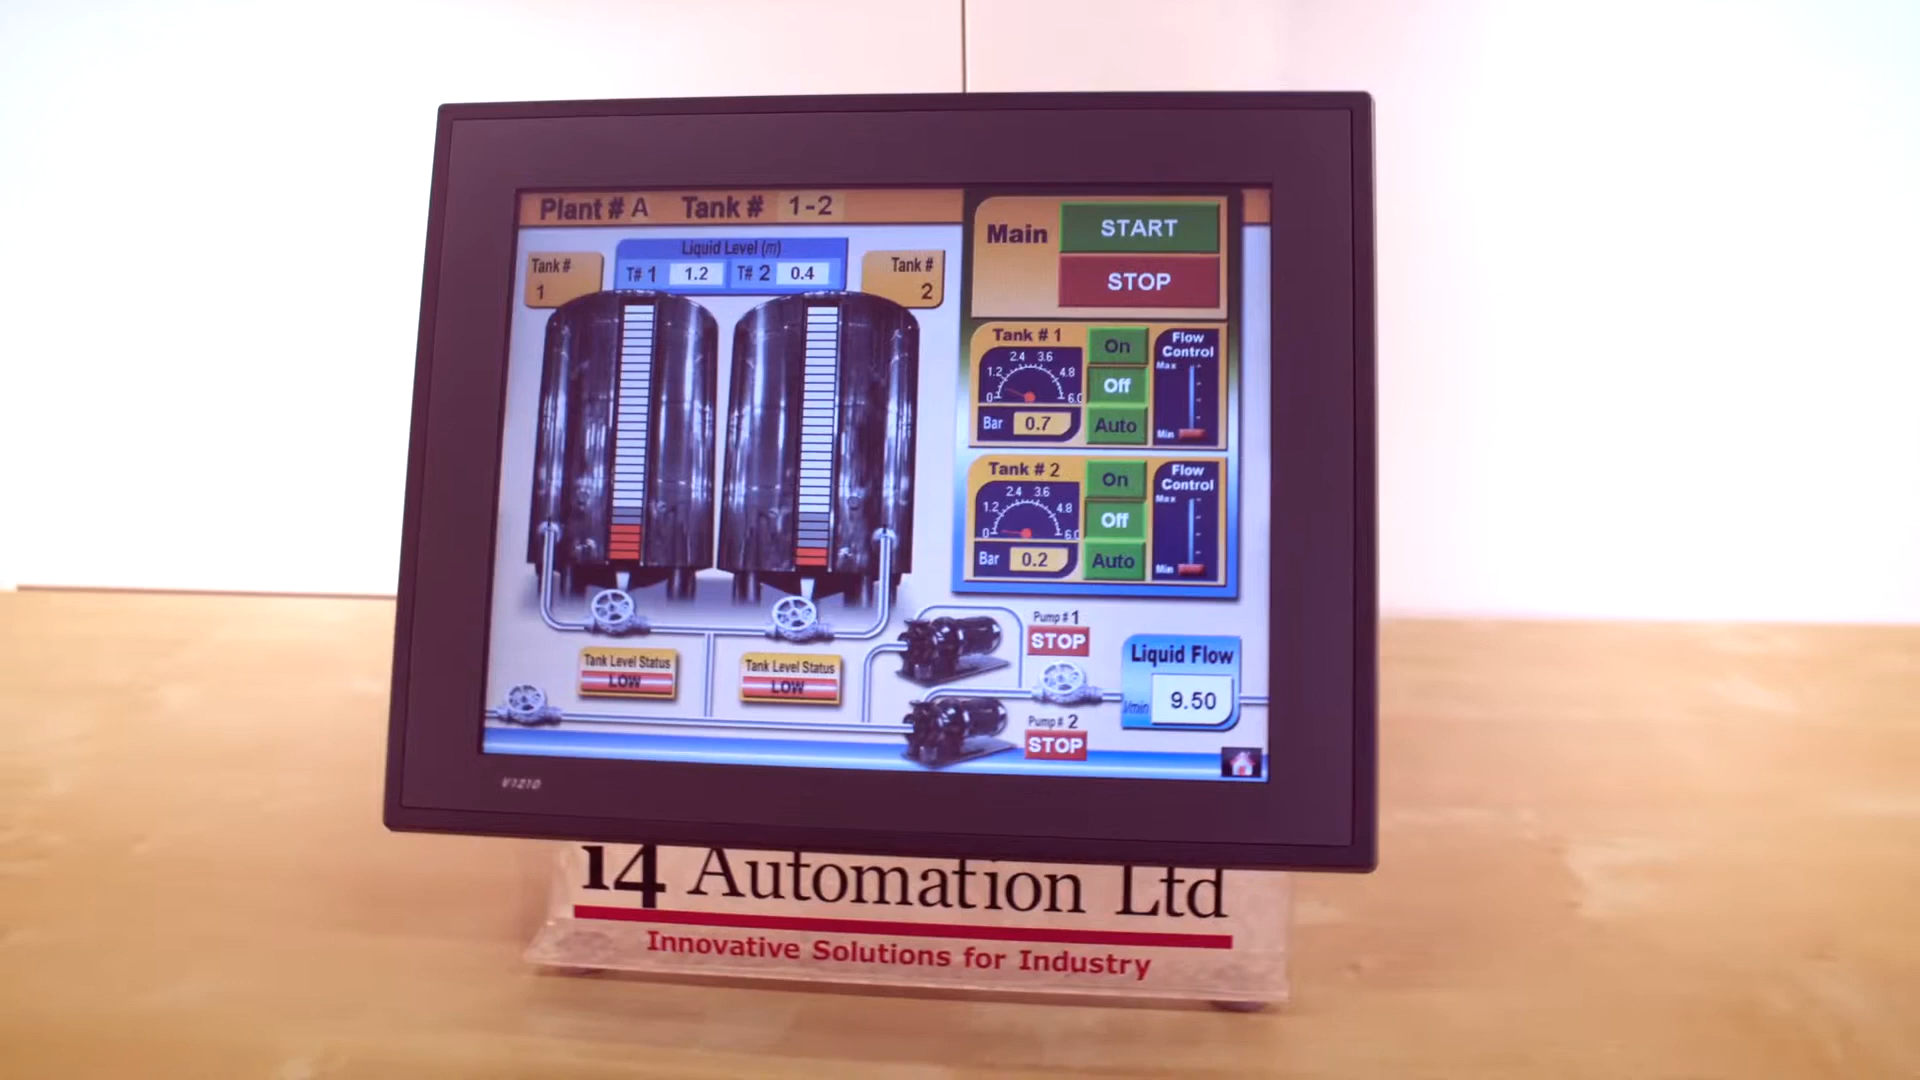 Plant # A Tank # 1-2
Liquid Level (m)
T# 1 1.2 T# 2 0.4
Tank #
1
Tank #
2
Main
START
STOP
Tank # 1
0 1.2 2.4 3.6 4.8 6.0
Bar 0.7
On
Off
Auto
Flow
Control
Max
Min
Tank # 2
0 1.2 2.4 3.6 4.8 6.0
Bar 0.2
On
Off
Auto
Flow
Control
Max
Min
Tank Level Status
LOW
Tank Level Status
LOW
Pump # 1
STOP
Pump # 2
STOP
Liquid Flow
l/min 9.50
V1210
i4 Automation Ltd
Innovative Solutions for Industry